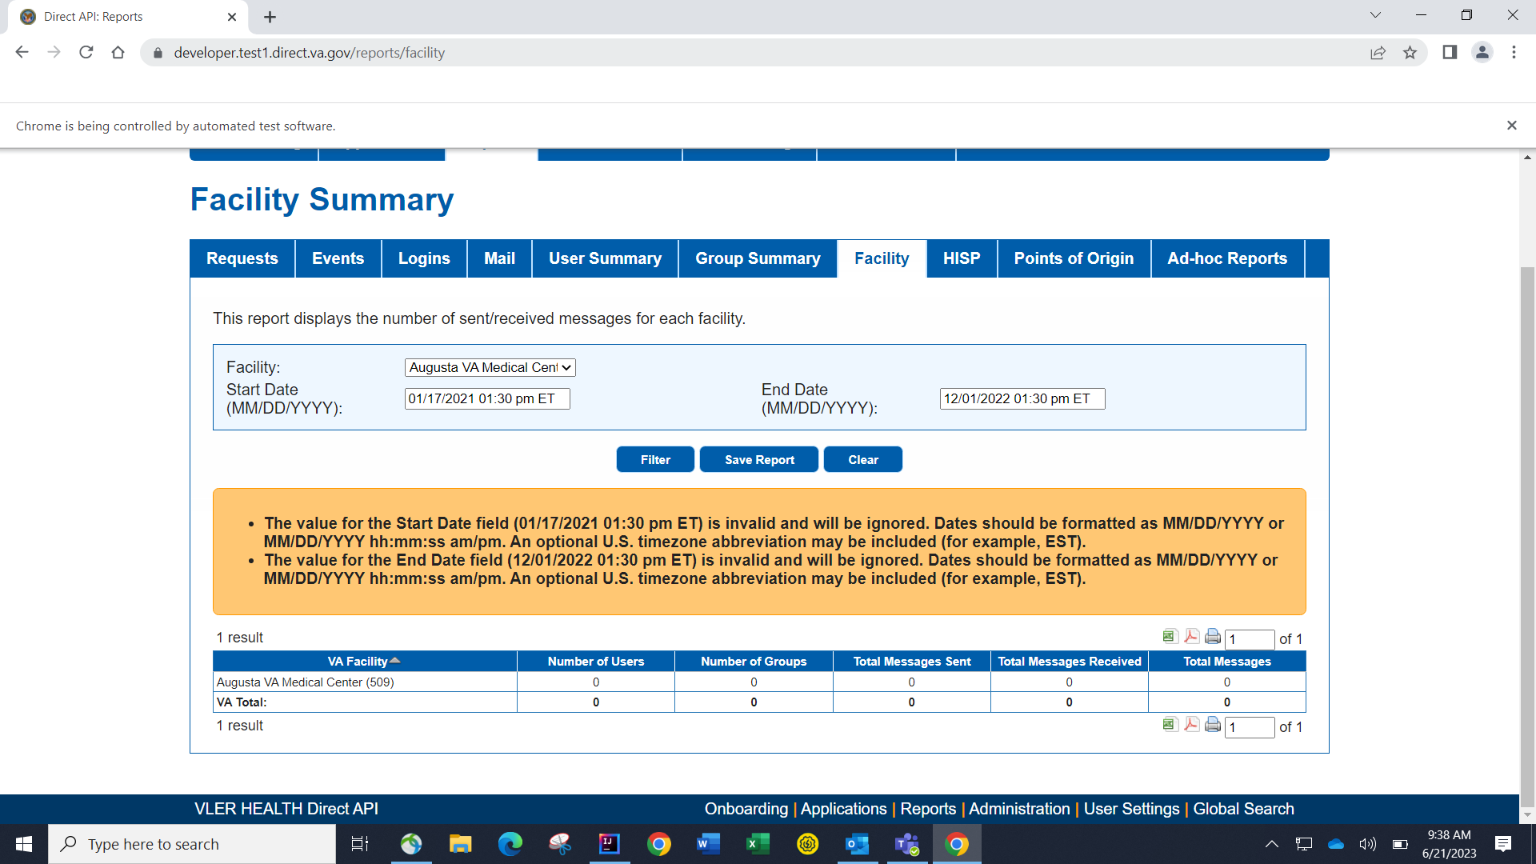 Direct API: Reports
developer.test1.direct.va.gov/reports/facility
Chrome is being controlled by automated test software.
Facility Summary
Requests Events Logins Mail User Summary Group Summary Facility HISP Points of Origin Ad-hoc Reports
This report displays the number of sent/received messages for each facility.
Facility: Augusta VA Medical Cent
Start Date (MM/DD/YYYY): 01/17/2021 01:30 pm ET End Date (MM/DD/YYYY): 12/01/2022 01:30 pm ET
Filter Save Report Clear
• The value for the Start Date field (01/17/2021 01:30 pm ET) is invalid and will be ignored. Dates should be formatted as MM/DD/YYYY or
MM/DD/YYYY hh:mm:ss am/pm. An optional U.S. timezone abbreviation may be included (for example, EST).
• The value for the End Date field (12/01/2022 01:30 pm ET) is invalid and will be ignored. Dates should be formatted as MM/DD/YYYY or
MM/DD/YYYY hh:mm:ss am/pm. An optional U.S. timezone abbreviation may be included (for example, EST).
1 result 1 of 1
VA Facility Number of Users Number of Groups Total Messages Sent Total Messages Received Total Messages
Augusta VA Medical Center (509) 0 0 0 0 0
VA Total: 0 0 0 0 0
1 result 1 of 1
VLER HEALTH Direct API Onboarding | Applications | Reports | Administration | User Settings | Global Search
Type here to search
9:38 AM
6/21/2023